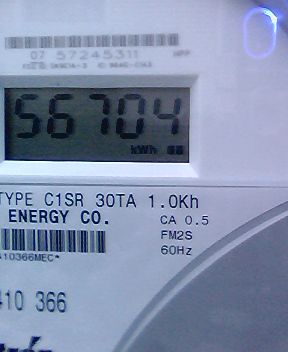 07 57245311
56704
kWh
TYPE C1SR 30TA 1.0Kh
ENERGY CO.
CA 0.5
FM2S
60Hz
410366MEC*
410 366